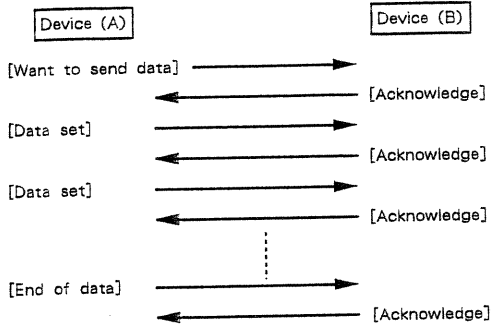 Device (A)
Device (B)
[Want to send data]
[Acknowledge]
[Data set]
[Acknowledge]
[Data set]
[Acknowledge]
[End of data]
[Acknowledge]